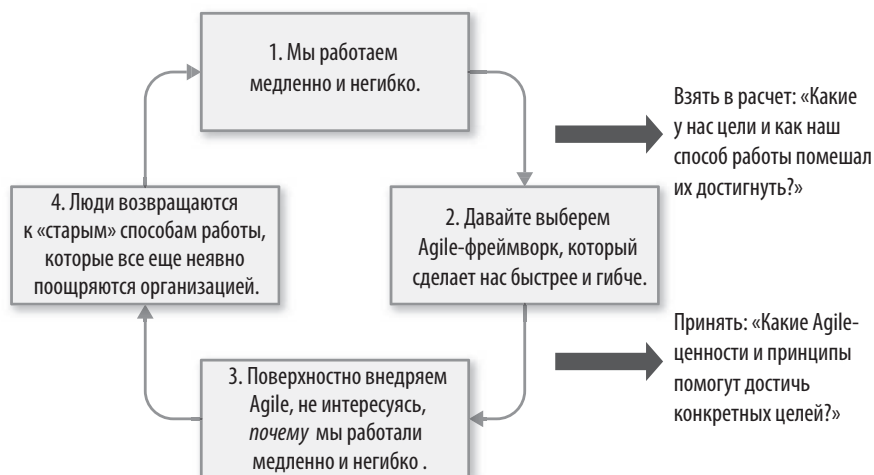 1. Мы работаем
медленно и негибко.
Взять в расчет: «Какие
у нас цели и как наш
способ работы помешал
их достигнуть?»
2. Давайте выберем
Agile-фреймворк, который
сделает нас быстрее и гибче.
Принять: «Какие Agile-
ценности и принципы
помогут достичь
конкретных целей?»
3. Поверхностно внедряем
Agile, не интересуясь,
почему мы работали
медленно и негибко .
4. Люди возвращаются
к «старым» способам работы,
которые все еще неявно
поощряются организацией.